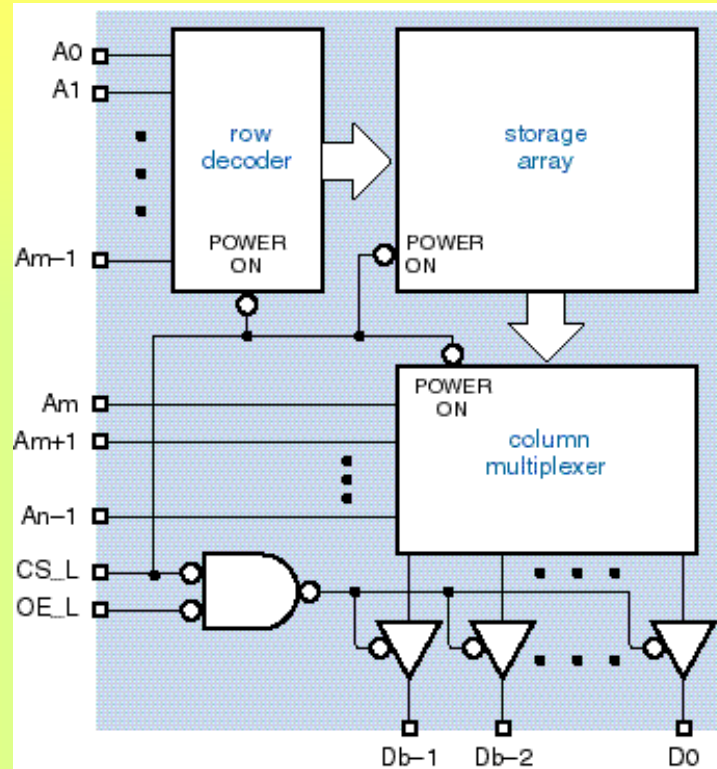 A0
A1
row
decoder
storage
array
Am–1
POWER
ON
POWER
ON
Am
Am+1
POWER
ON
column
multiplexer
An–1
CS_L
OE_L
Db–1
Db–2
D0